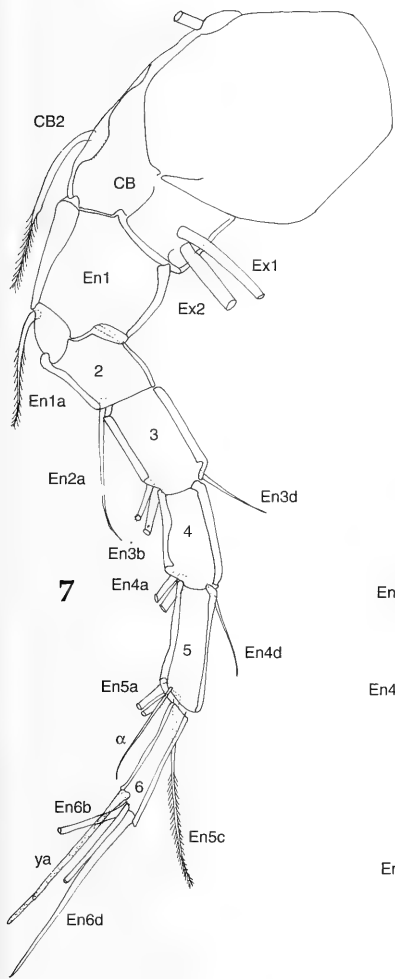 CB2
CB
En1
Ex1
Ex2
En1a
2
En2a
3
En3d
En3b
4
En4a
7
En
5
En4d
En5a
En4
α
6
En6b
En5c
ya
En
En6d